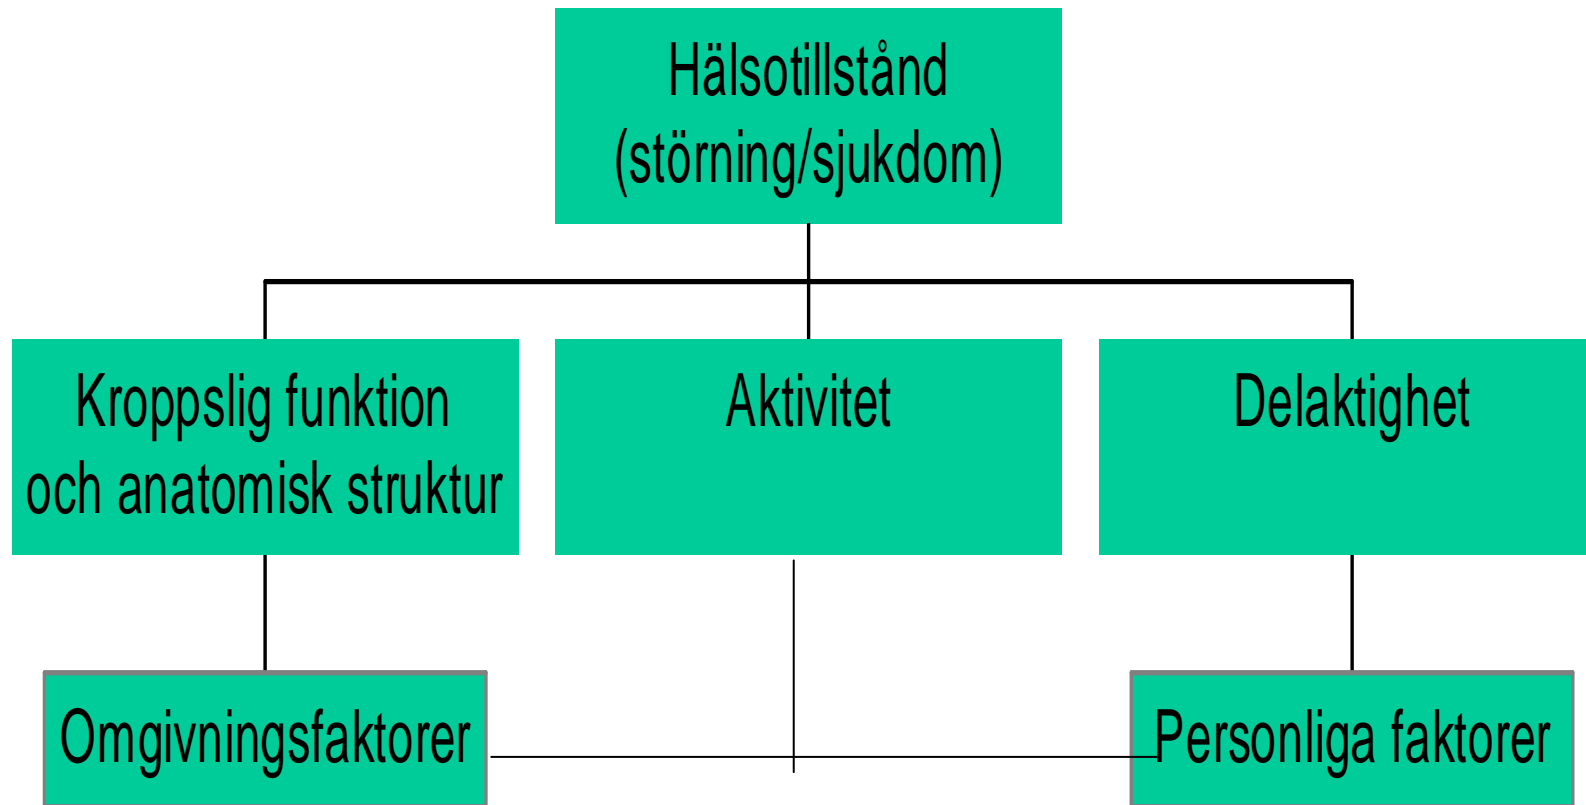 Hälsotillstånd
(störning/sjukdom)
Kroppslig funktion
och anatomisk struktur
Aktivitet
Delaktighet
Omgivningsfaktorer
Personliga faktorer